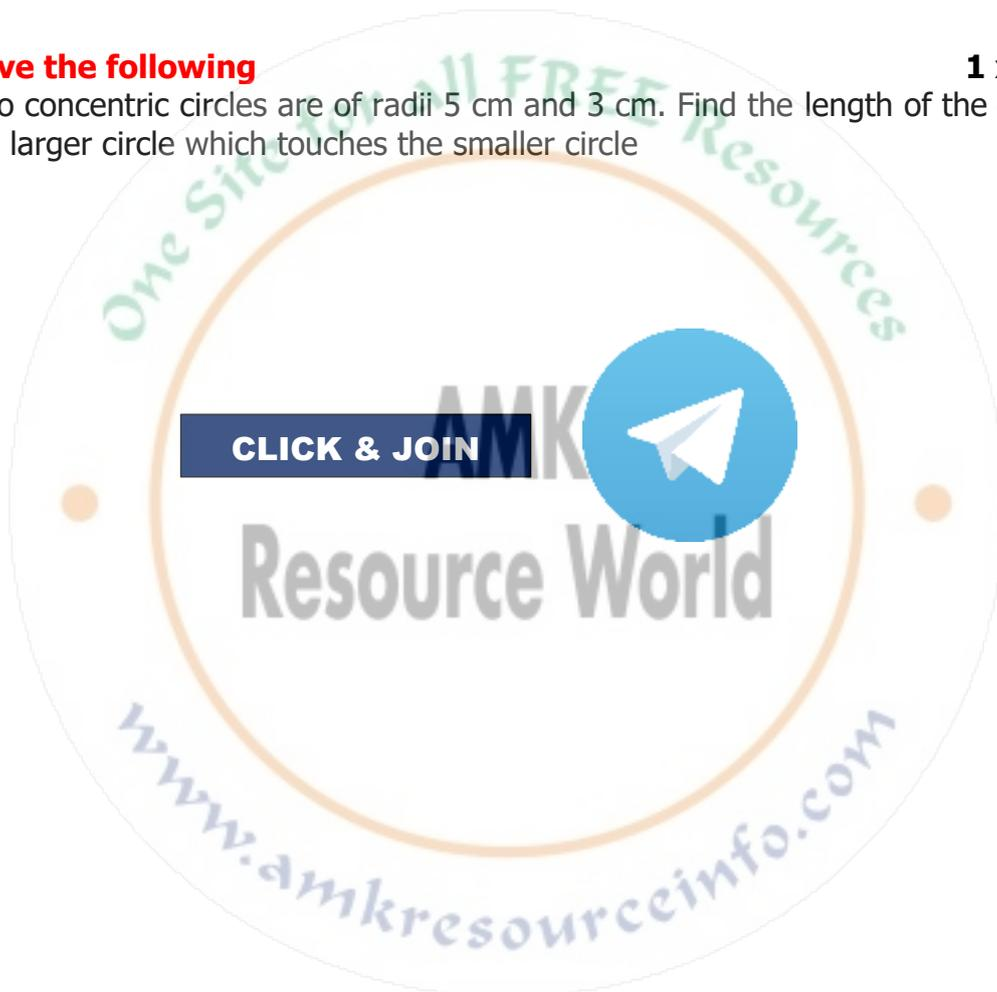 ve the following 1
o concentric circles are of radii 5 cm and 3 cm. Find the length of the
larger circle which touches the smaller circle
One Site for all FREE Resources
CLICK & JOIN
AMK
Resource World
www.amkresourceinfo.com